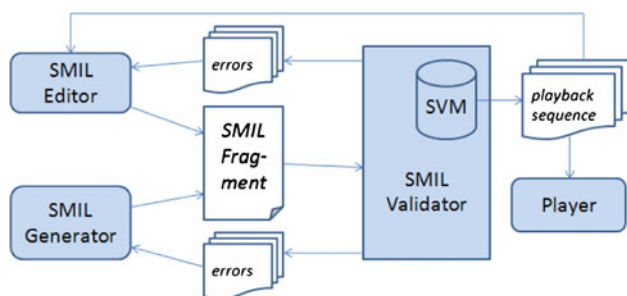 SMIL
Editor
errors
SMIL
Frag-
ment
SMIL
Generator
errors
SVM
SMIL
Validator
playback
sequence
Player